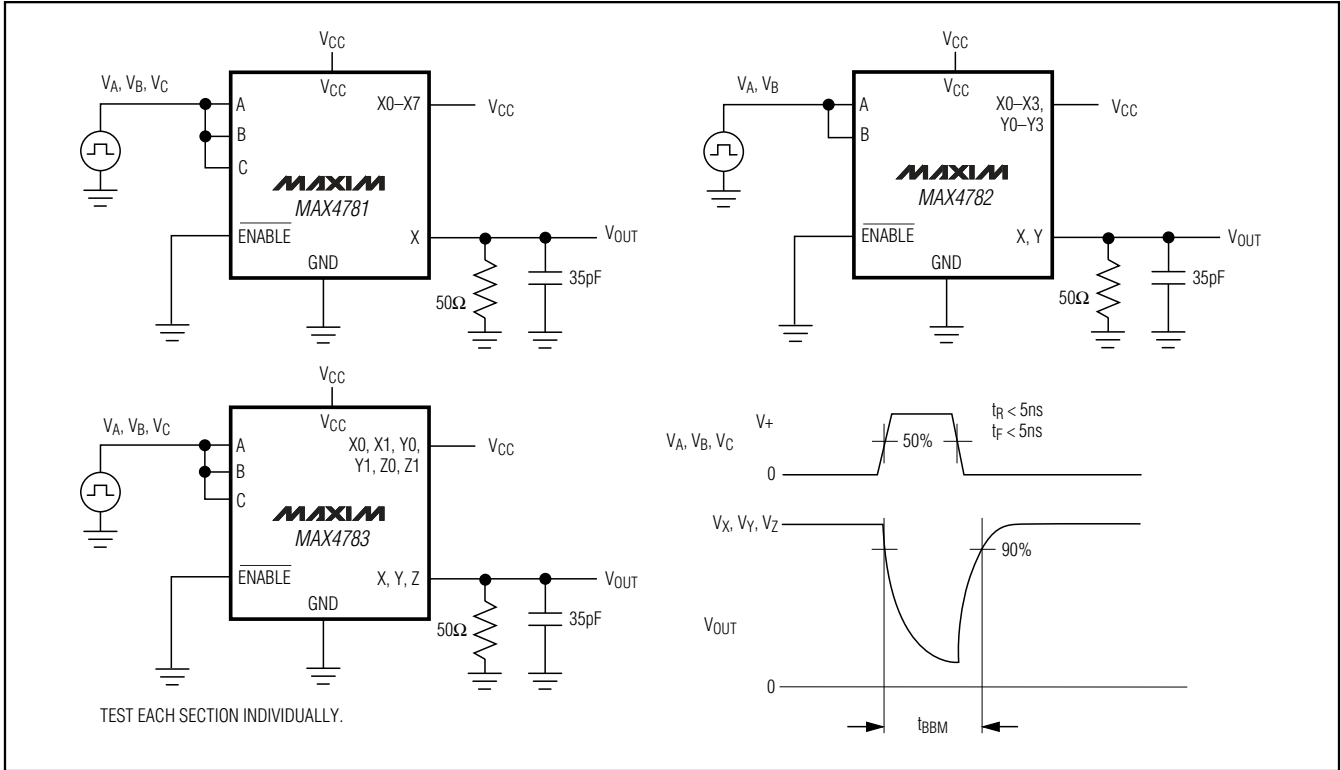 VCC
VA, VB, VC
VCC
A
X0–X7
VCC
B
C
MAXIM
MAX4781
ENABLE
X
VOUT
GND
50Ω
35pF
VCC
VA, VB
VCC
A
X0–X3,
Y0–Y3
VCC
B
MAXIM
MAX4782
ENABLE
X, Y
VOUT
GND
50Ω
35pF
VCC
VA, VB, VC
VCC
A
X0, X1, Y0,
Y1, Z0, Z1
VCC
B
C
MAXIM
MAX4783
ENABLE
X, Y, Z
VOUT
GND
50Ω
35pF
TEST EACH SECTION INDIVIDUALLY.
V+
tR < 5ns
tF < 5ns
VA, VB, VC
50%
0
VX, VY, VZ
90%
VOUT
0
tBBM